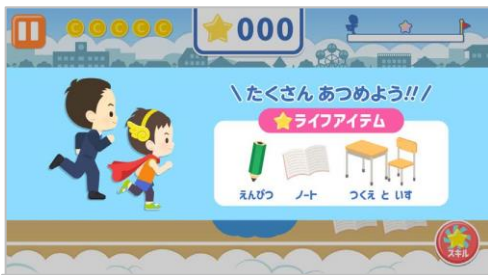 000
\ たくさん あつめよう!! /
ライフアイテム
えんぴつ ノート つくえ と いす
スキル